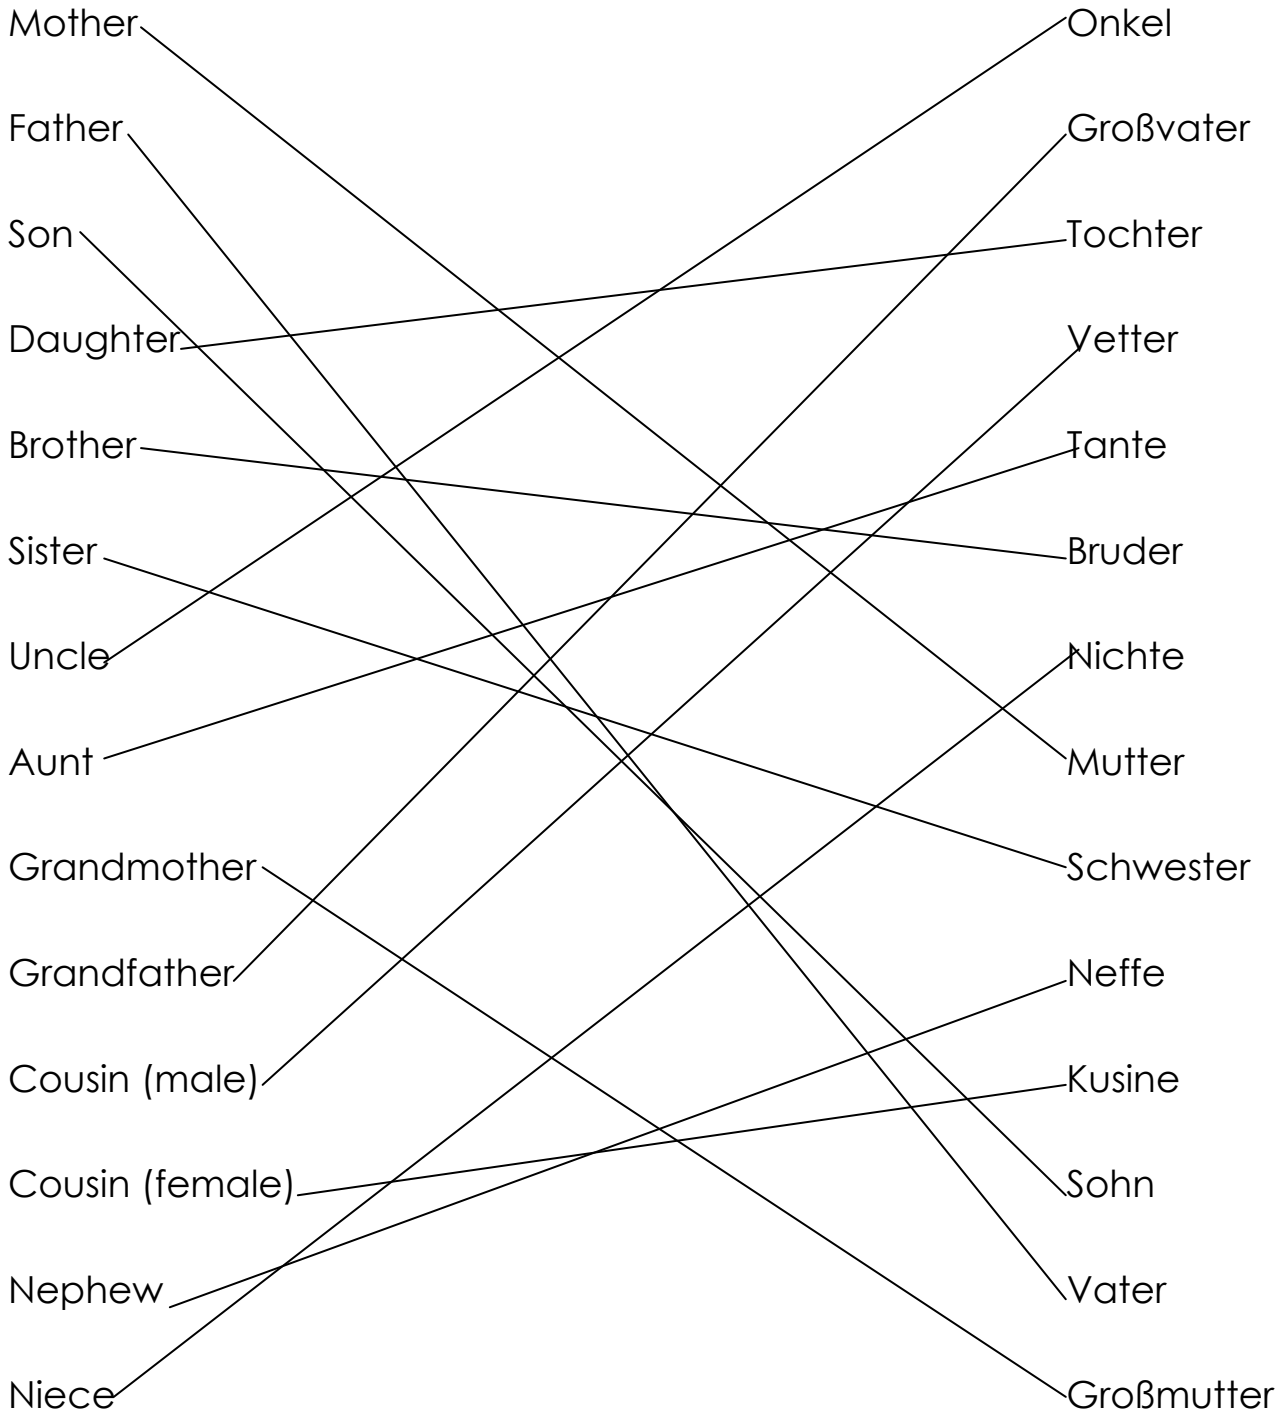 Mother Onkel
Father Großvater
Son Tochter
Daughter Vetter
Brother Tante
Sister Bruder
Uncle Nichte
Aunt Mutter
Grandmother Schwester
Grandfather Neffe
Cousin (male) Kusine
Cousin (female) Sohn
Nephew Vater
Niece Großmutter